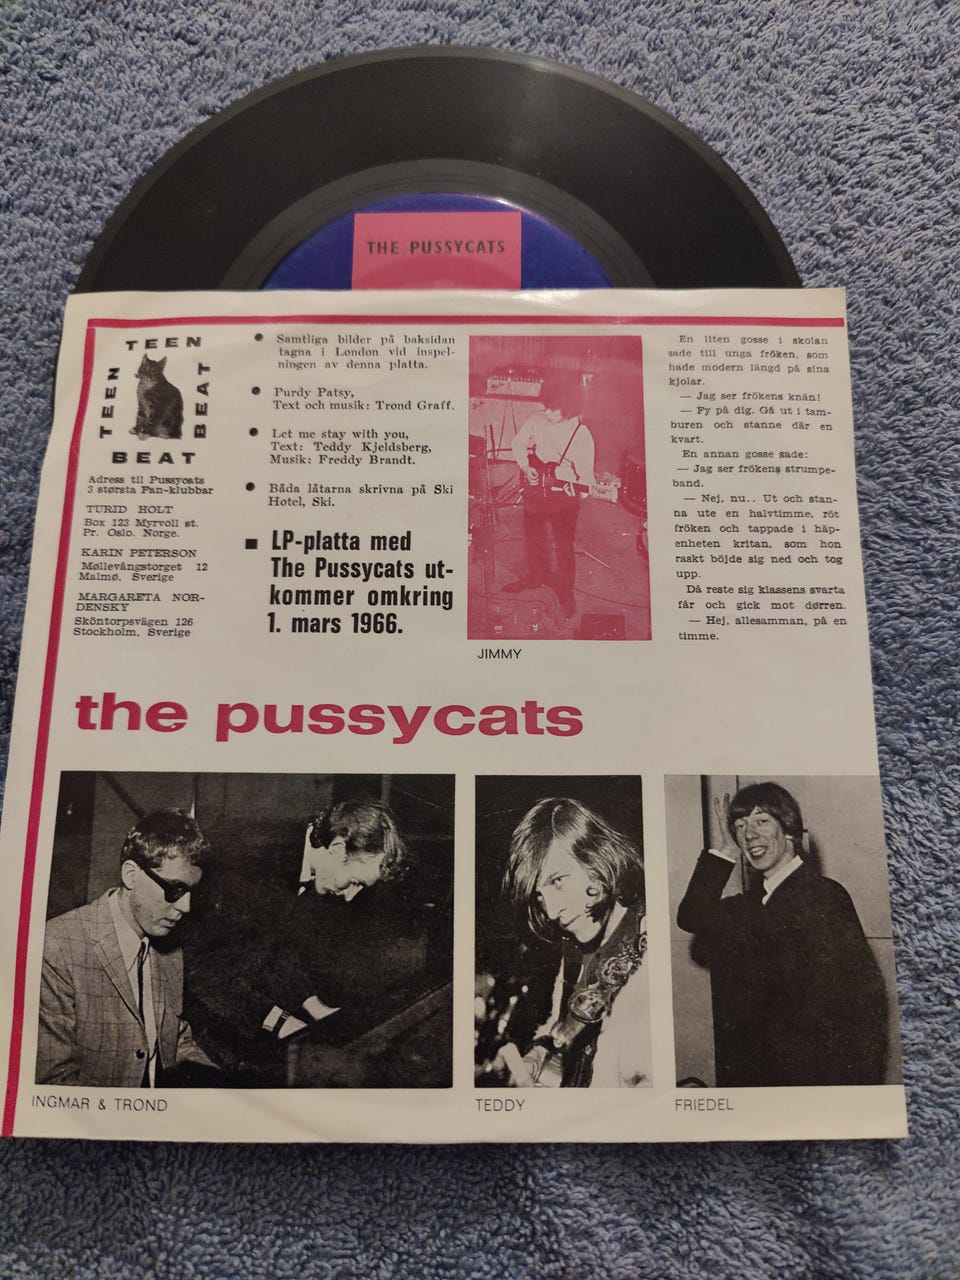 THE PUSSYCATS
TEEN
TEEN
BEAT
BEAT
Adress til Pussycats
3 største Fan-klubbar
TURID HOLT
Box 123 Myrvoll st.
Pr. Oslo. Norge.
KARIN PETERSON
Møllevångstorget 12
Malmø, Sverige
MARGARETA NOR-
DENSKY
Sköntorpsvägen 126
Stockholm, Sverige
● Samtliga bilder på baksidan
tagna i London vid inspel-
ningen av denna platta.
● Purdy Patsy,
Text och musik: Trond Graff.
● Let me stay with you,
Text: Teddy Kjeldsberg,
Musik: Freddy Brandt.
● Båda låtarna skrivna på Ski
Hotel, Ski.
■ LP-platta med
The Pussycats ut-
kommer omkring
1. mars 1966.
JIMMY
En liten gosse i skolan
sade till unga fröken, som
hade modern längd på sina
kjolar.
— Jag ser frökens knän!
— Fy på dig. Gå ut i tam-
buren och stanne där en
kvart.
En annan gosse sade:
— Jag ser frökens strumpe-
band.
— Nej, nu.. Ut och stan-
na ute en halvtimme, röt
fröken och tappade i häp-
enheten kritan, som hon
raskt böjde sig ned och tog
upp.
Då reste sig klassens svarta
får och gick mot dørren.
— Hej, allesamman, på en
timme.
the pussycats
INGMAR & TROND
TEDDY
FRIEDEL